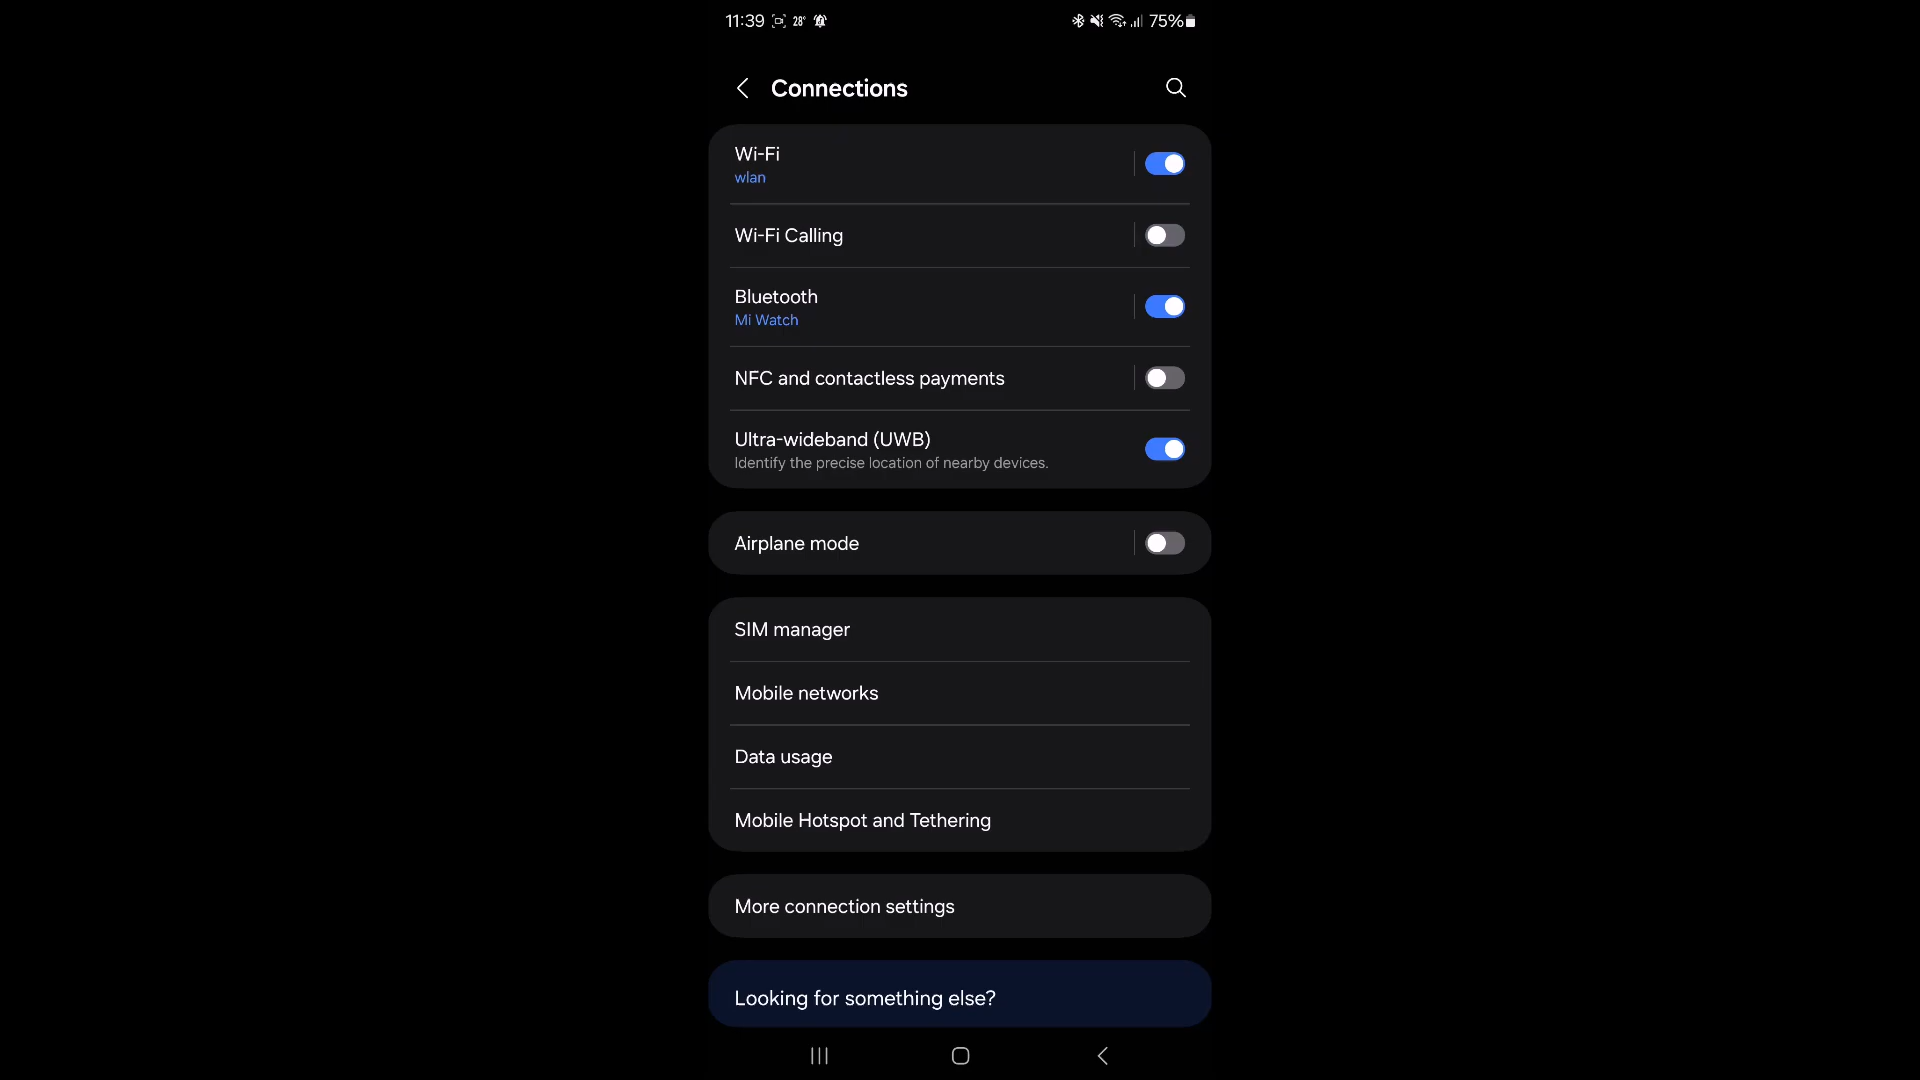 11:39 28° 75%
Connections
Wi-Fi
wlan
Wi-Fi Calling
Bluetooth
Mi Watch
NFC and contactless payments
Ultra-wideband (UWB)
Identify the precise location of nearby devices.
Airplane mode
SIM manager
Mobile networks
Data usage
Mobile Hotspot and Tethering
More connection settings
Looking for something else?